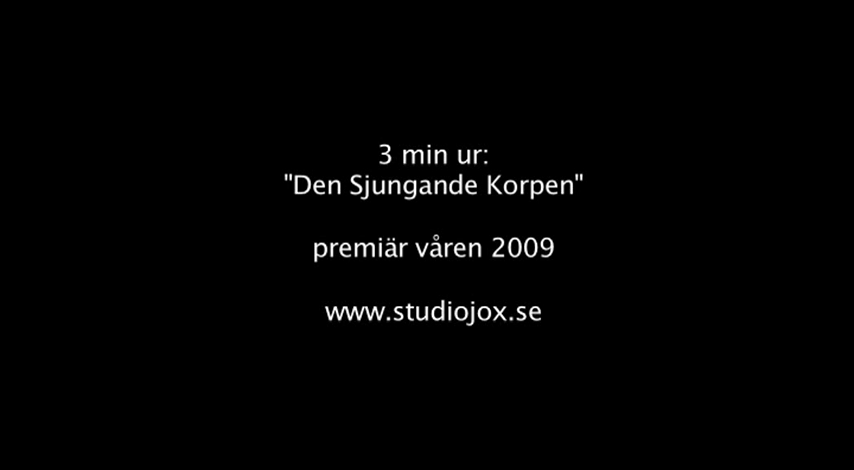 3 min ur:
"Den Sjungande Korpen"
premiär våren 2009
www.studiojox.se